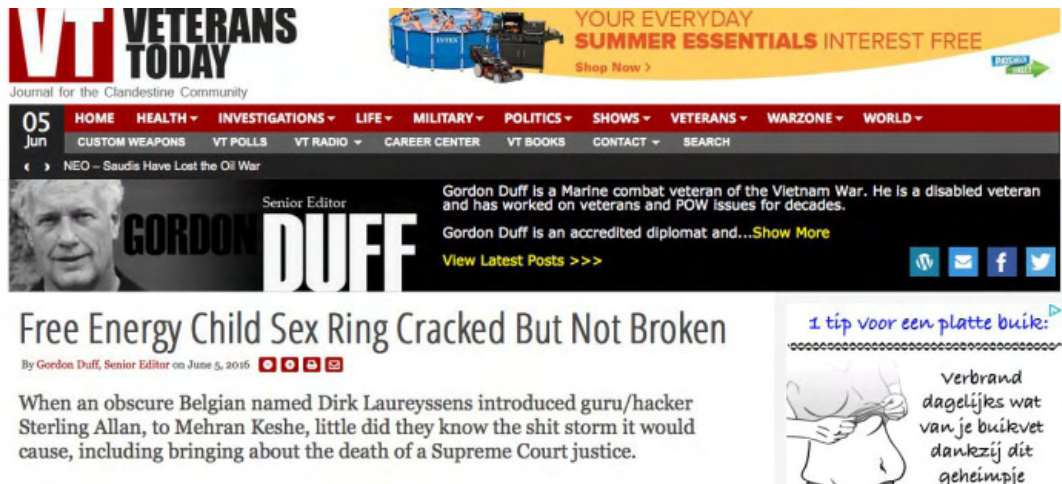 VT VETERANS
TODAY
Journal for the Clandestine Community
YOUR EVERYDAY
SUMMER ESSENTIALS INTEREST FREE
Shop Now >
INTEX
05
Jun
HOME HEALTH INVESTIGATIONS LIFE MILITARY POLITICS SHOWS VETERANS WARZONE WORLD
CUSTOM WEAPONS VT POLLS VT RADIO CAREER CENTER VT BOOKS CONTACT SEARCH
NEO – Saudis Have Lost the Oil War
Senior Editor
GORDON DUFF
Gordon Duff is a Marine combat veteran of the Vietnam War. He is a disabled veteran
and has worked on veterans and POW issues for decades.
Gordon Duff is an accredited diplomat and...Show More
View Latest Posts >>>
Free Energy Child Sex Ring Cracked But Not Broken
By Gordon Duff, Senior Editor on June 5, 2016
When an obscure Belgian named Dirk Laureyssens introduced guru/hacker
Sterling Allan, to Mehran Keshe, little did they know the shit storm it would
cause, including bringing about the death of a Supreme Court justice.
1 tip voor een platte buik:
Verbrand
dagelijks wat
van je buikvet
dankzij dit
geheimpje